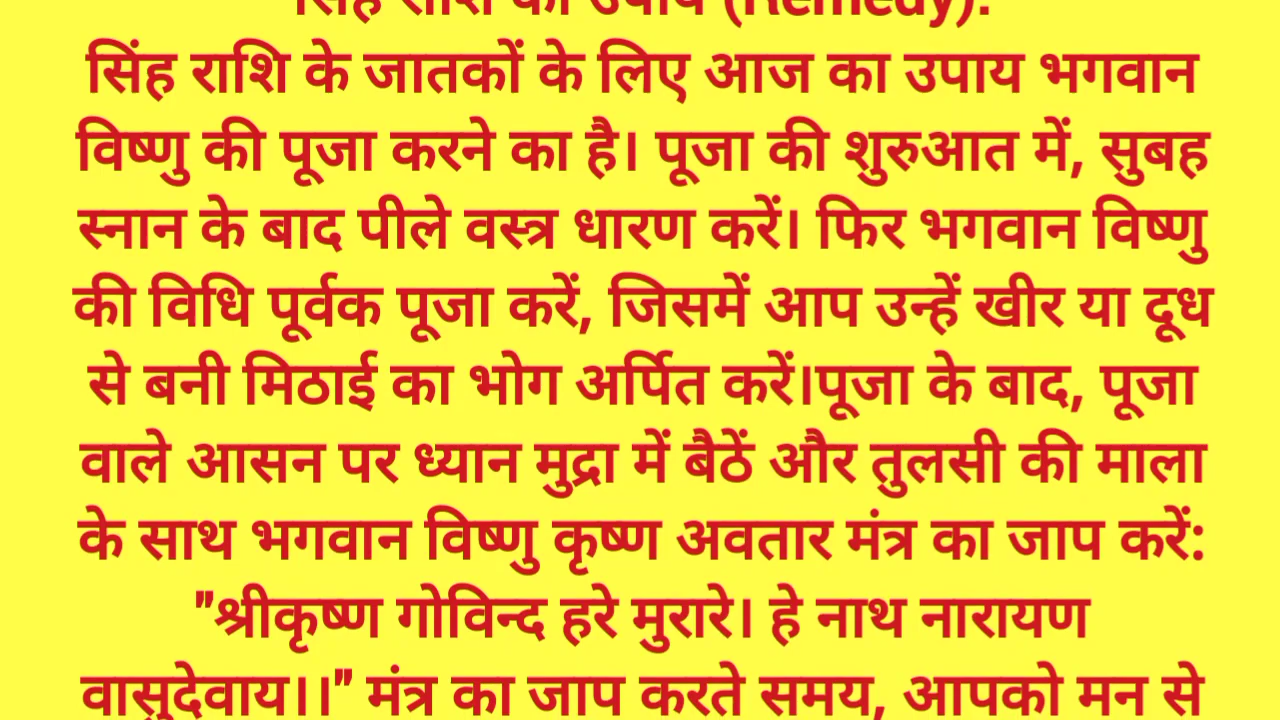 सिंह राशि का उपाय (Remedy):
सिंह राशि के जातकों के लिए आज का उपाय भगवान
विष्णु की पूजा करने का है। पूजा की शुरुआत में, सुबह
स्नान के बाद पीले वस्त्र धारण करें। फिर भगवान विष्णु
की विधि पूर्वक पूजा करें, जिसमें आप उन्हें खीर या दूध
से बनी मिठाई का भोग अर्पित करें।पूजा के बाद, पूजा
वाले आसन पर ध्यान मुद्रा में बैठें और तुलसी की माला
के साथ भगवान विष्णु कृष्ण अवतार मंत्र का जाप करें:
"श्रीकृष्ण गोविन्द हरे मुरारे। हे नाथ नारायण
वासुदेवाय।।" मंत्र का जाप करते समय, आपको मन से